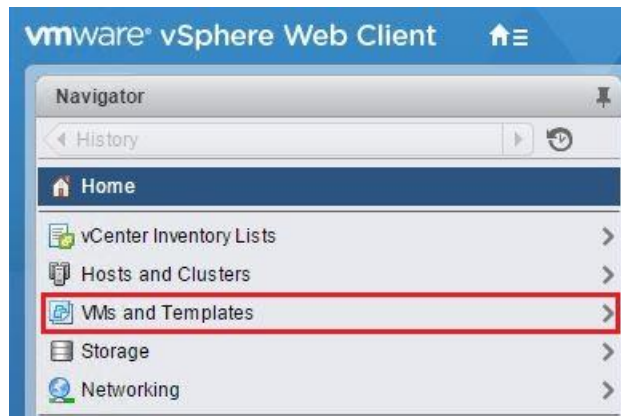 vmware® vSphere Web Client
Navigator
History
Home
vCenter Inventory Lists
Hosts and Clusters
VMs and Templates
Storage
Networking